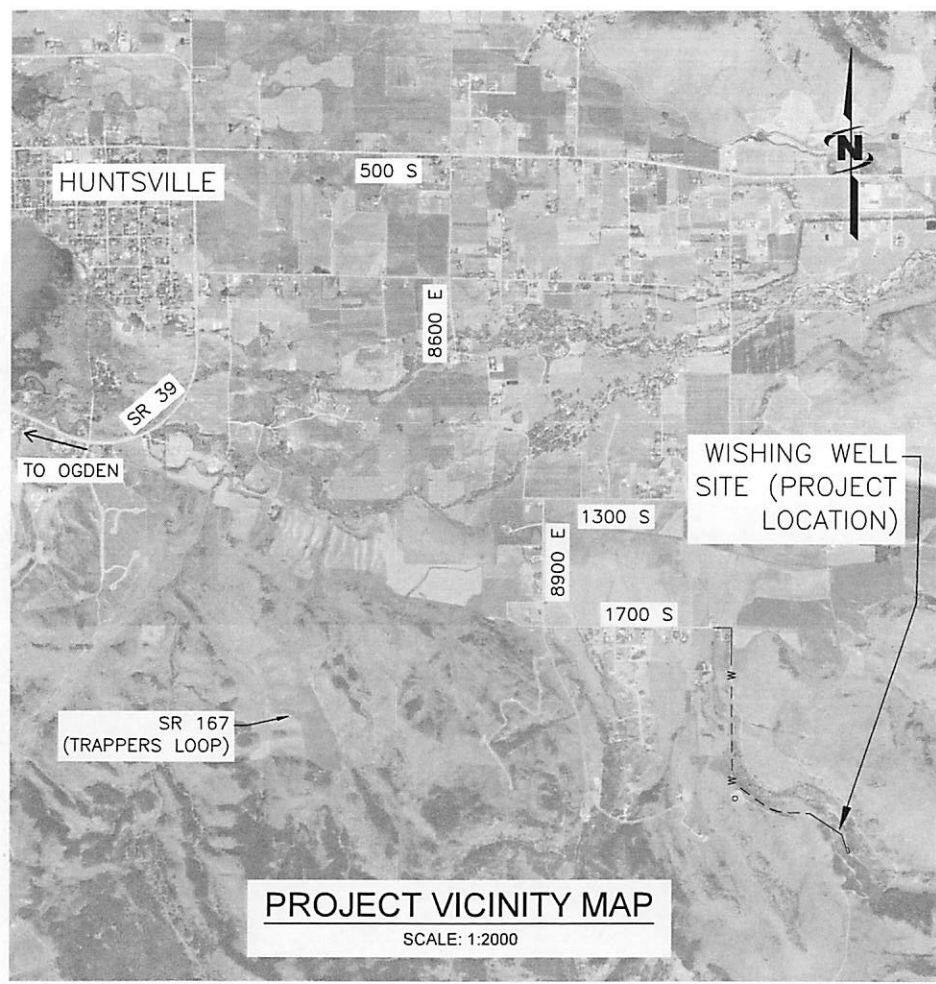 HUNTSVILLE
500 S
N
8600 E
SR 39
TO OGDEN
WISHING WELL
SITE (PROJECT
LOCATION)
1300 S
8900 E
1700 S
W
SR 167
(TRAPPERS LOOP)
W
PROJECT VICINITY MAP
SCALE: 1:2000